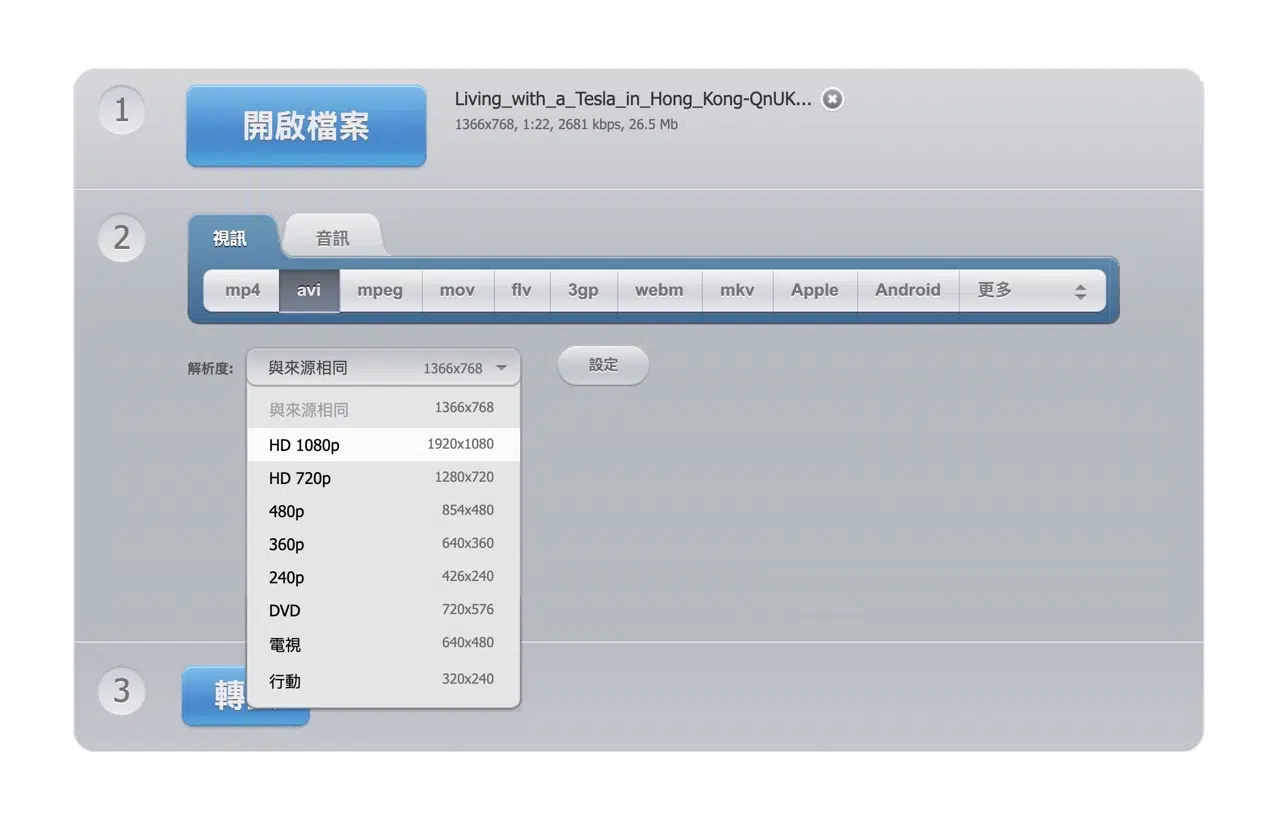 1
開啟檔案
Living_with_a_Tesla_in_Hong_Kong-QnUK...
1366x768, 1:22, 2681 kbps, 26.5 Mb
2
視訊 音訊
mp4 avi mpeg mov flv 3gp webm mkv Apple Android 更多
解析度: 與來源相同 1366x768 設定
與來源相同 1366x768
HD 1080p 1920x1080
HD 720p 1280x720
480p 854x480
360p 640x360
240p 426x240
DVD 720x576
電視 640x480
行動 320x240
3
轉